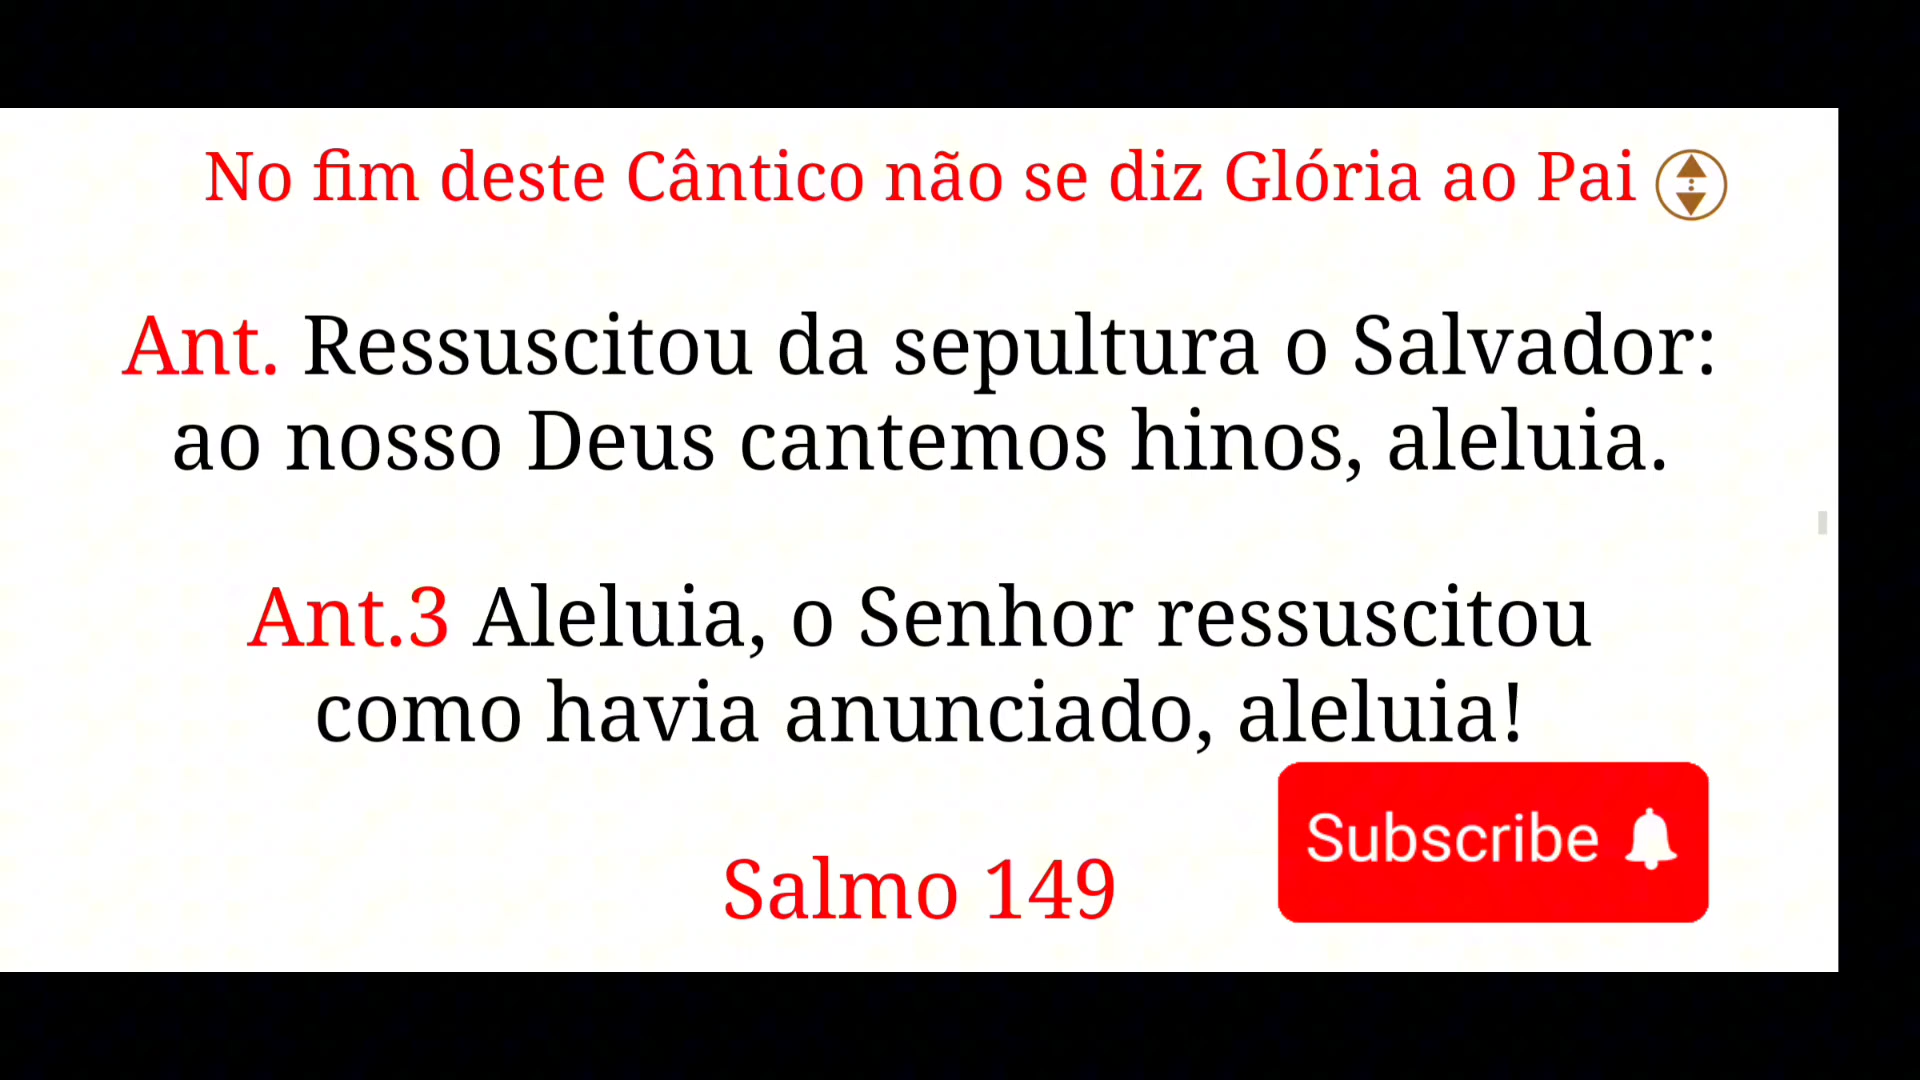 No fim deste Cântico não se diz Glória ao Pai
Ant. Ressuscitou da sepultura o Salvador:
ao nosso Deus cantemos hinos, aleluia.
Ant.3 Aleluia, o Senhor ressuscitou
como havia anunciado, aleluia!
Salmo 149
Subscribe